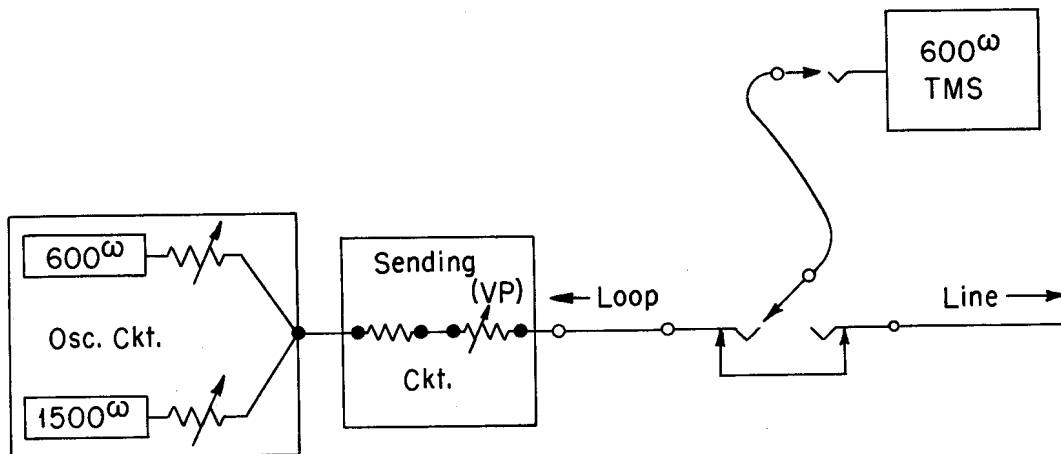 600ω
TMS
600ω
Osc. Ckt.
1500ω
Sending
(VP)
Ckt.
Loop
Line